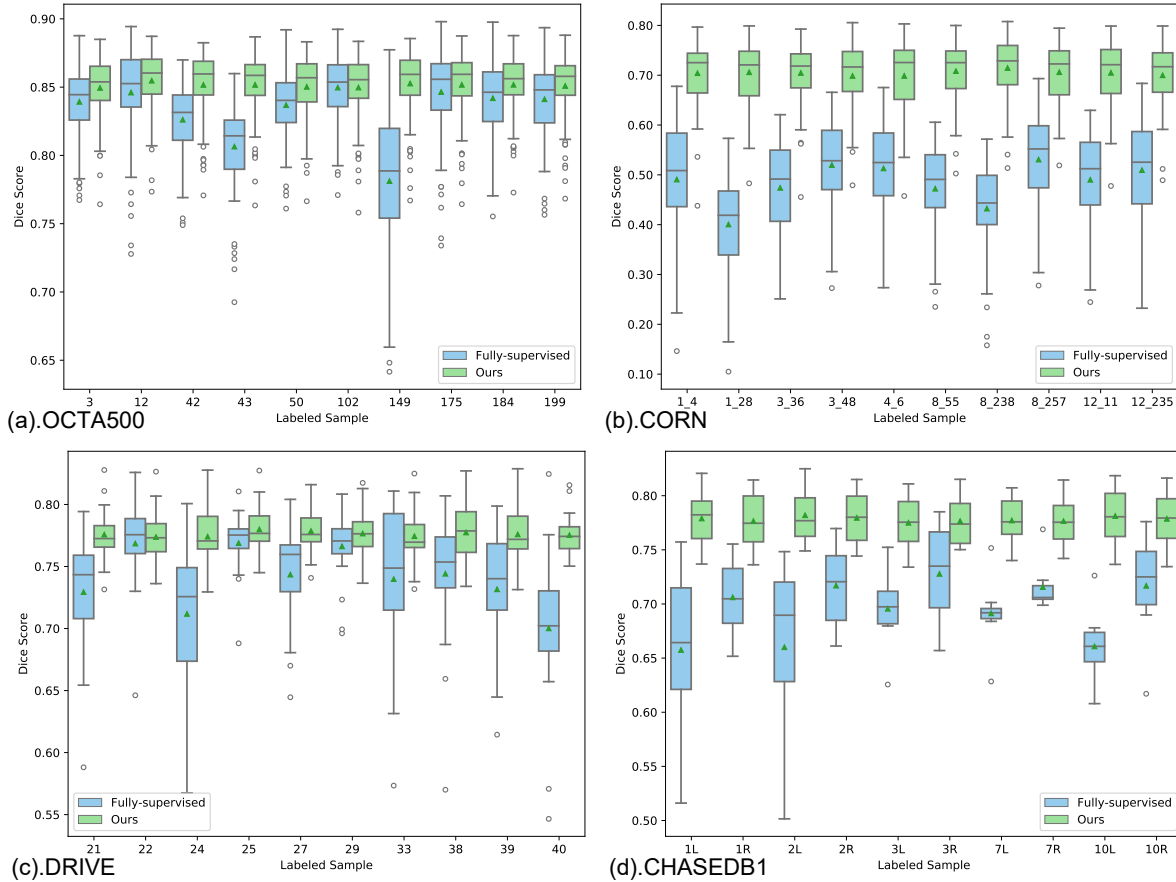 0.90
0.85
0.80
0.75
0.70
0.65
Dice Score
Fully-supervised
Ours
3 12 42 43 50 102 149 175 184 199
Labeled Sample
(a).OCTA500
0.80
0.70
0.60
0.50
0.40
0.30
0.20
0.10
Dice Score
Fully-supervised
Ours
1_4 1_28 3_36 3_48 4_6 8_55 8_238 8_257 12_11 12_235
Labeled Sample
(b).CORN
0.80
0.75
0.70
0.65
0.60
0.55
Dice Score
Fully-supervised
Ours
21 22 24 25 27 29 33 38 39 40
Labeled Sample
(c).DRIVE
0.80
0.75
0.70
0.65
0.60
0.55
0.50
Dice Score
Fully-supervised
Ours
1L 1R 2L 2R 3L 3R 7L 7R 10L 10R
Labeled Sample
(d).CHASEDB1